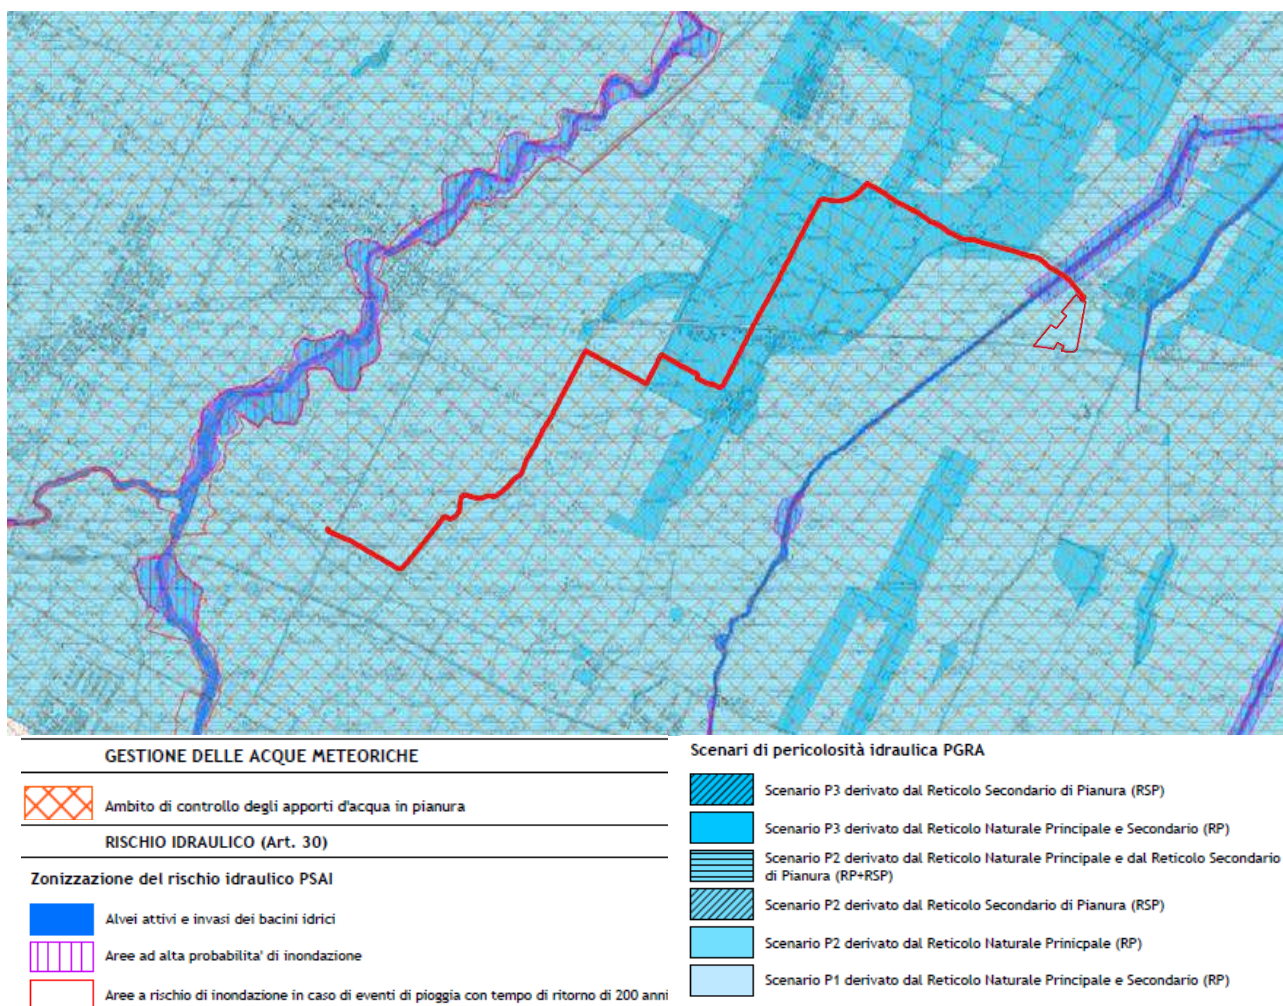 GESTIONE DELLE ACQUE METEORICHE
Ambito di controllo degli apporti d'acqua in pianura
RISCHIO IDRAULICO (Art. 30)
Zonizzazione del rischio idraulico PSAI
Alvei attivi e invasi dei bacini idrici
Aree ad alta probabilita' di inondazione
Aree a rischio di inondazione in caso di eventi di pioggia con tempo di ritorno di 200 anni
Scenari di pericolosità idraulica PGRA
Scenario P3 derivato dal Reticolo Secondario di Pianura (RSP)
Scenario P3 derivato dal Reticolo Naturale Principale e Secondario (RP)
Scenario P2 derivato dal Reticolo Naturale Principale e dal Reticolo Secondario
di Pianura (RP+RSP)
Scenario P2 derivato dal Reticolo Secondario di Pianura (RSP)
Scenario P2 derivato dal Reticolo Naturale Prinicpale (RP)
Scenario P1 derivato dal Reticolo Naturale Principale e Secondario (RP)